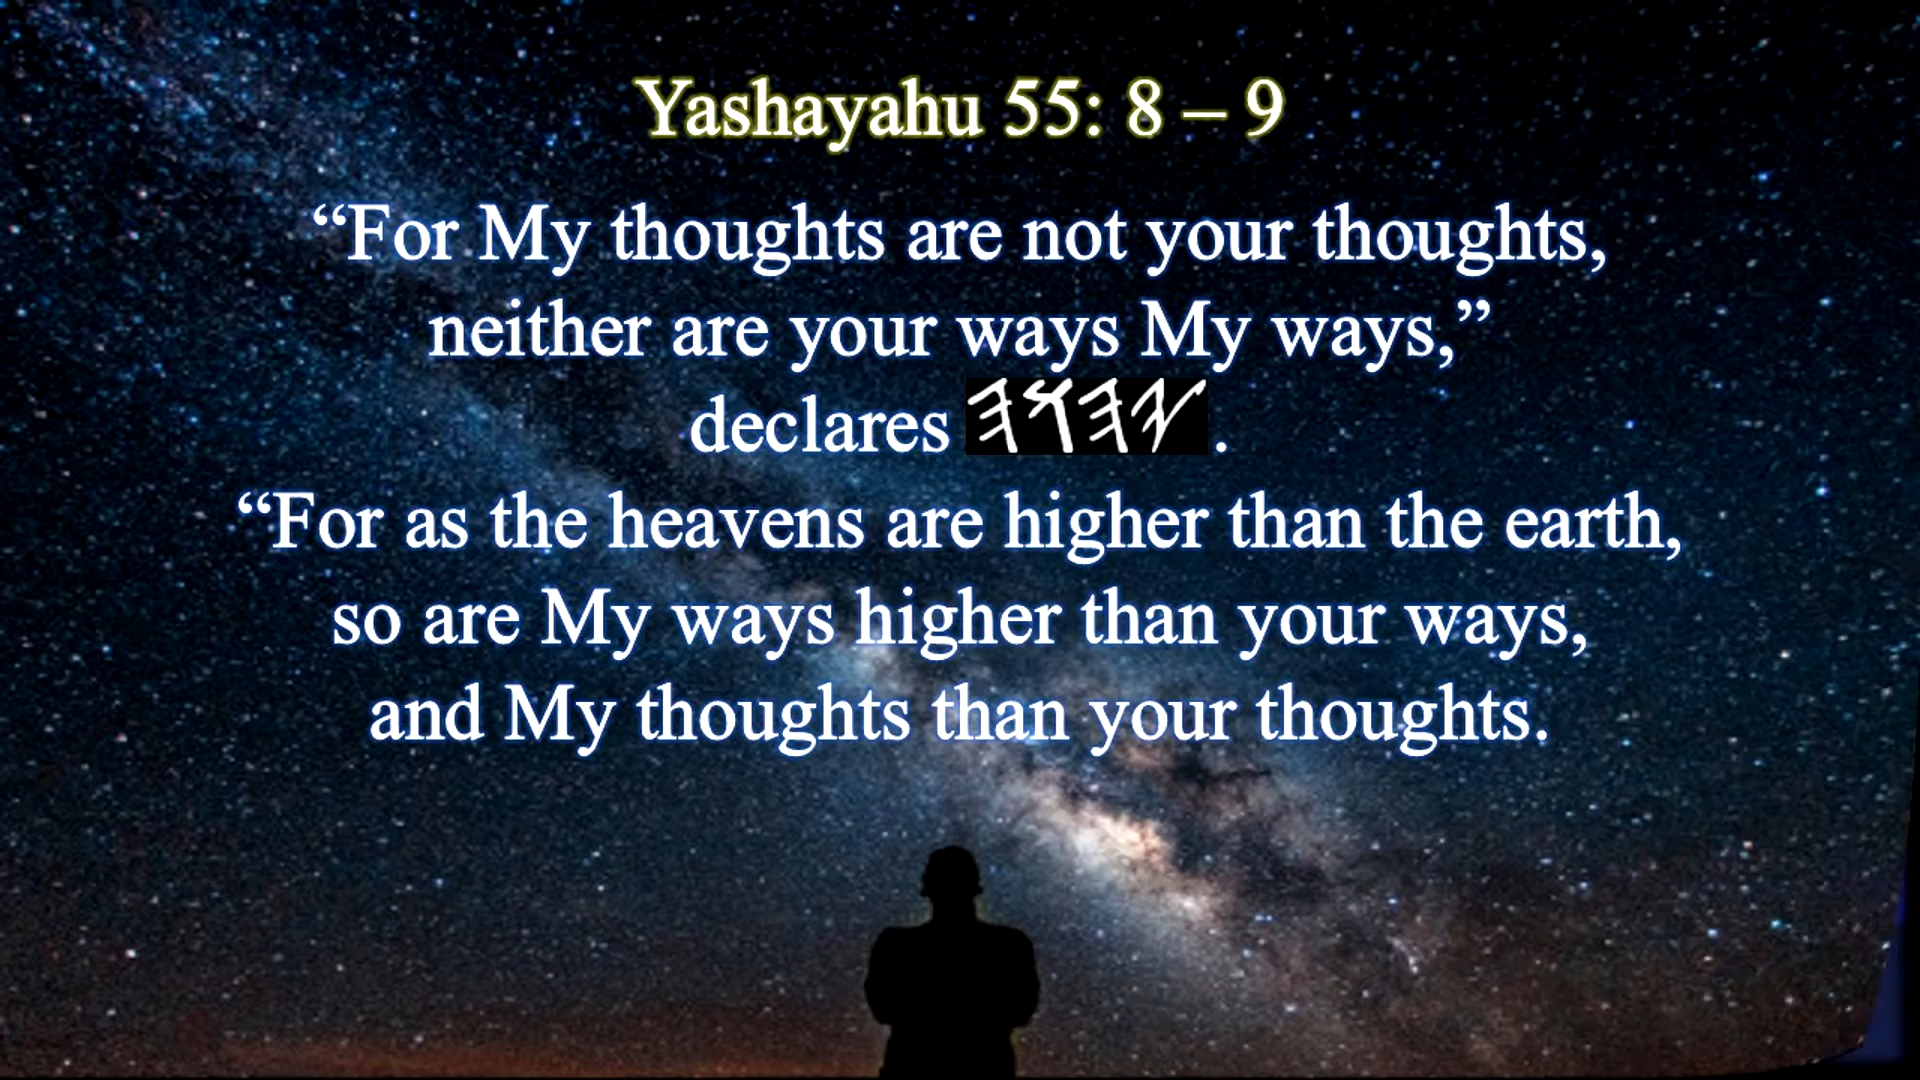 Yashayahu 55: 8 – 9
“For My thoughts are not your thoughts,
neither are your ways My ways,”
declares 𐤉𐤄𐤅𐤄.
“For as the heavens are higher than the earth,
so are My ways higher than your ways,
and My thoughts than your thoughts.